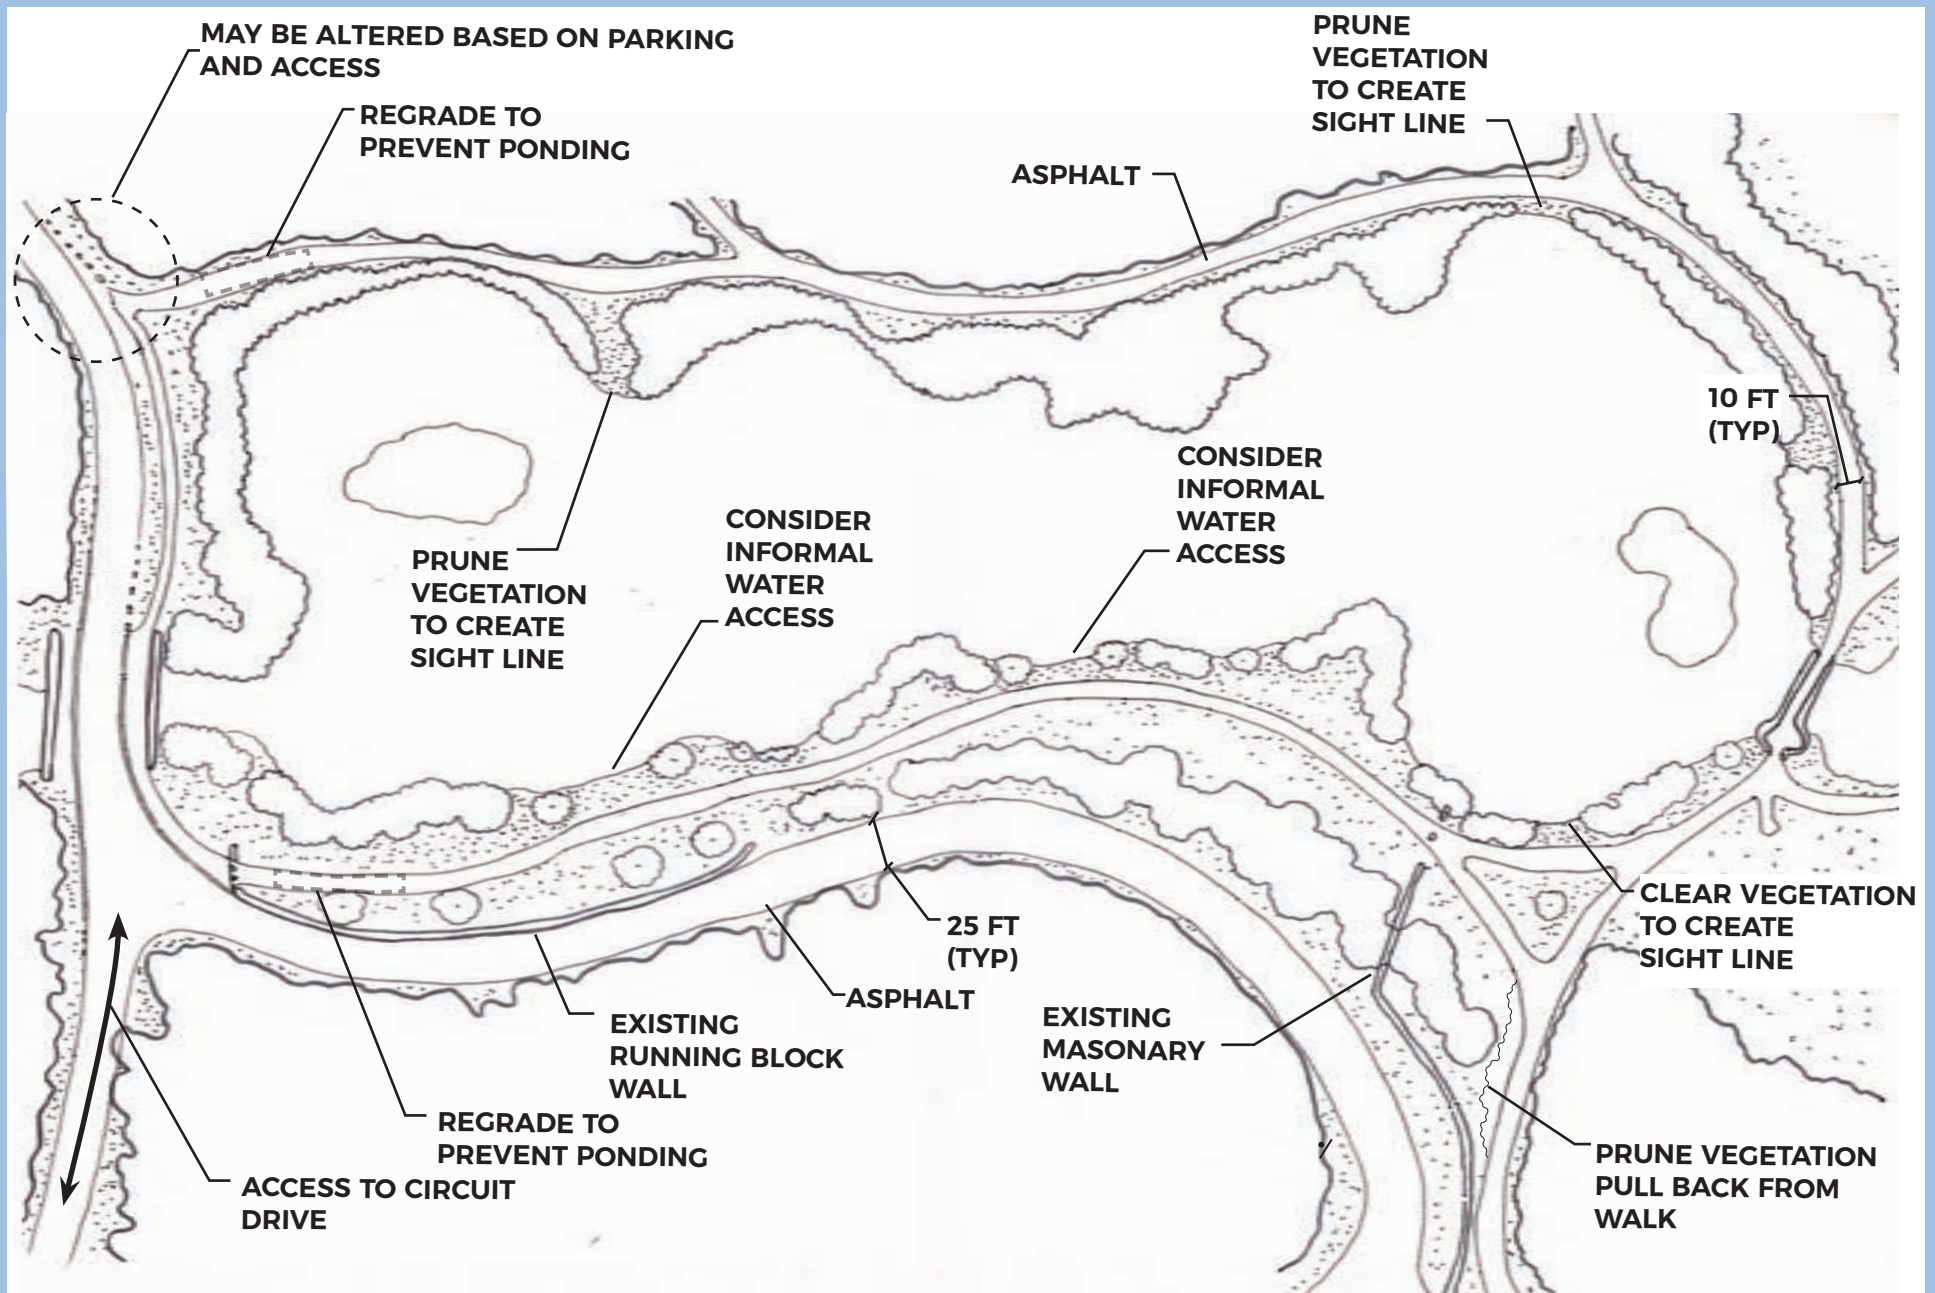 MAY BE ALTERED BASED ON PARKING
AND ACCESS
REGRADE TO
PREVENT PONDING
PRUNE
VEGETATION
TO CREATE
SIGHT LINE
ASPHALT
10 FT
(TYP)
CONSIDER
INFORMAL
WATER
ACCESS
CONSIDER
INFORMAL
WATER
ACCESS
PRUNE
VEGETATION
TO CREATE
SIGHT LINE
CLEAR VEGETATION
TO CREATE
SIGHT LINE
25 FT
(TYP)
ASPHALT
EXISTING
RUNNING BLOCK
WALL
EXISTING
MASONARY
WALL
REGRADE TO
PREVENT PONDING
PRUNE VEGETATION
PULL BACK FROM
WALK
ACCESS TO CIRCUIT
DRIVE